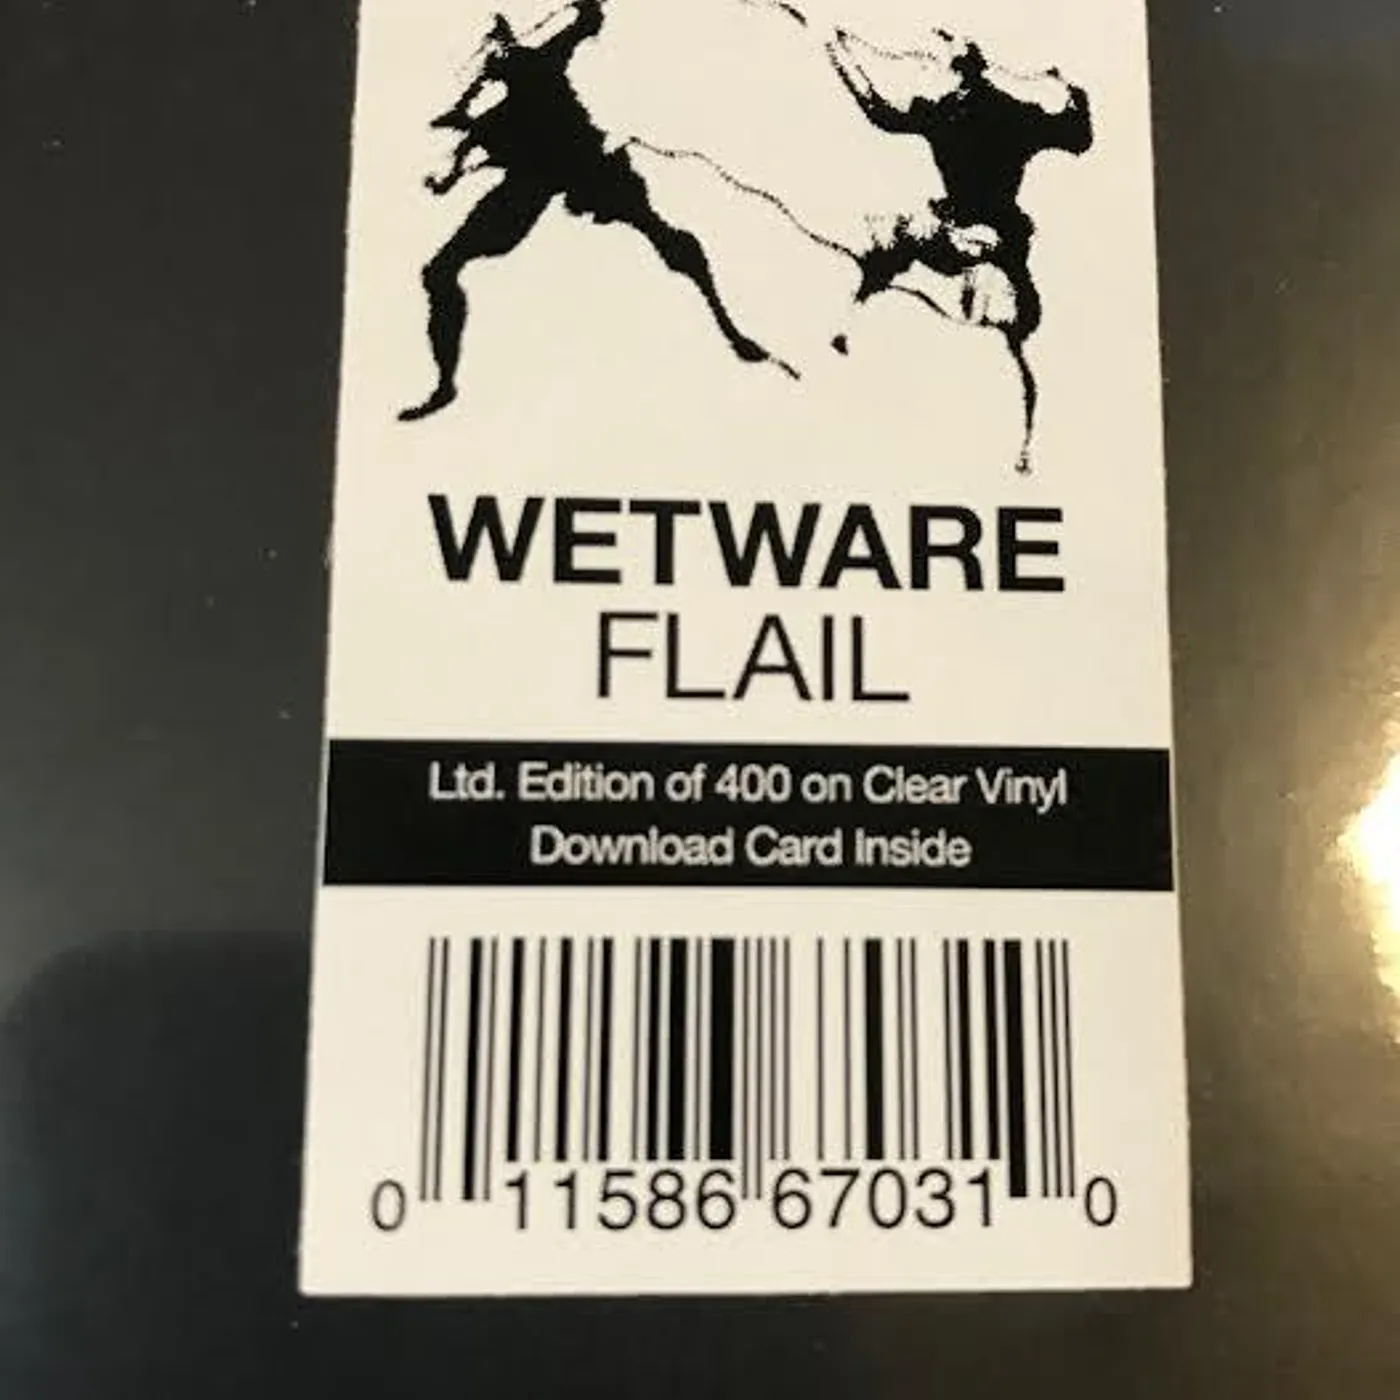 WETWARE
FLAIL
Ltd. Edition of 400 on Clear Vinyl
Download Card Inside
0 11586 67031 0